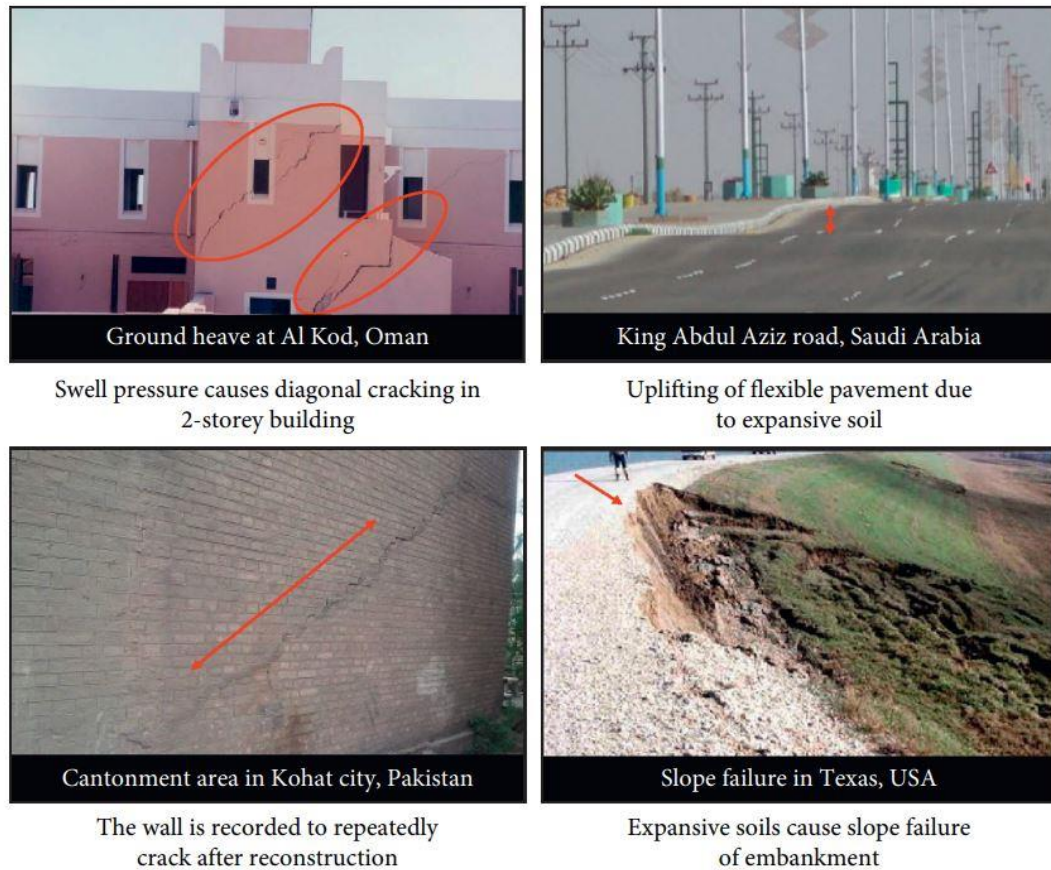 Ground heave at Al Kod, Oman
Swell pressure causes diagonal cracking in
2-storey building
King Abdul Aziz road, Saudi Arabia
Uplifting of flexible pavement due
to expansive soil
Cantonment area in Kohat city, Pakistan
The wall is recorded to repeatedly
crack after reconstruction
Slope failure in Texas, USA
Expansive soils cause slope failure
of embankment